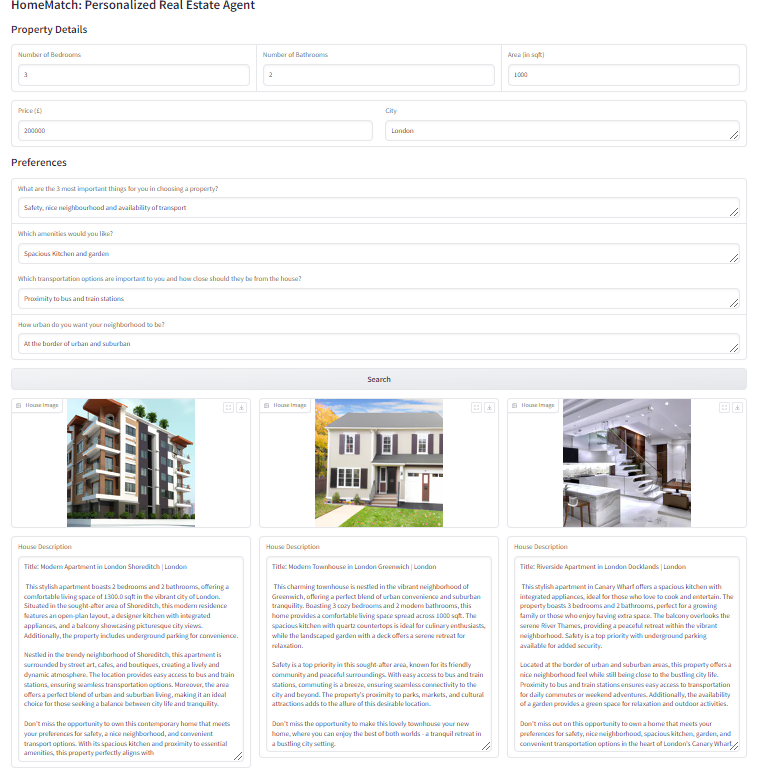 HomeMatch: Personalized Real Estate Agent
Property Details
Number of Bedrooms
Number of Bathrooms
Area (in sqft)
3
2
1000
Price (£)
City
200000
London
Preferences
What are the 3 most important things for you in choosing a property?
Safety, nice neighbourhood and availability of transport
Which amenities would you like?
Spacious Kitchen and garden
Which transportation options are important to you and how close should they be from the house?
Proximity to bus and train stations
How urban do you want your neighborhood to be?
At the border of urban and suburban
Search
House Image
House Image
House Image
House Description
Title: Modern Apartment in London Shoreditch | London
This stylish apartment boasts 2 bedrooms and 2 bathrooms, offering a
comfortable living space of 1300.0 sqft in the vibrant city of London.
Situated in the sought-after area of Shoreditch, this modern residence
features an open-plan layout, a designer kitchen with integrated
appliances, and a balcony showcasing picturesque city views.
Additionally, the property includes underground parking for convenience.
Nestled in the trendy neighborhood of Shoreditch, this apartment is
surrounded by street art, cafes, and boutiques, creating a lively and
dynamic atmosphere. The location provides easy access to bus and train
stations, ensuring seamless transportation options. Moreover, the area
offers a perfect blend of urban and suburban living, making it an ideal
choice for those seeking a balance between city life and tranquility.
Don't miss the opportunity to own this contemporary home that meets
your preferences for safety, a nice neighborhood, and convenient
transport options. With its spacious kitchen and proximity to essential
amenities, this property perfectly aligns with
House Description
Title: Modern Townhouse in London Greenwich | London
This charming townhouse is nestled in the vibrant neighborhood of
Greenwich, offering a perfect blend of urban convenience and suburban
tranquility. Boasting 3 cozy bedrooms and 2 modern bathrooms, this
home provides a comfortable living space spread across 1000 sqft. The
spacious kitchen with quartz countertops is ideal for culinary enthusiasts,
while the landscaped garden with a deck offers a serene retreat for
relaxation.
Safety is a top priority in this sought-after area, known for its friendly
community and peaceful surroundings. With easy access to bus and train
stations, commuting is a breeze, ensuring seamless connectivity to the
city and beyond. The property's proximity to parks, markets, and cultural
attractions adds to the allure of this desirable location.
Don't miss the opportunity to make this lovely townhouse your new
home, where you can enjoy the best of both worlds - a tranquil retreat in
a bustling city setting.
House Description
Title: Riverside Apartment in London Docklands | London
This stylish apartment in Canary Wharf offers a spacious kitchen with
integrated appliances, ideal for those who love to cook and entertain. The
property boasts 3 bedrooms and 2 bathrooms, perfect for a growing
family or those who enjoy having extra space. The balcony overlooks the
serene River Thames, providing a peaceful retreat within the vibrant
neighborhood. Safety is a top priority with underground parking
available for added security.
Located at the border of urban and suburban areas, this property offers a
nice neighborhood feel while still being close to the bustling city life.
Proximity to bus and train stations ensures easy access to transportation
for daily commutes or weekend adventures. Additionally, the availability
of a garden provides a green space for relaxation and outdoor activities.
Don't miss out on this opportunity to own a home that meets your
preferences for safety, nice neighborhood, spacious kitchen, garden, and
convenient transportation options in the heart of London's Canary Wharf